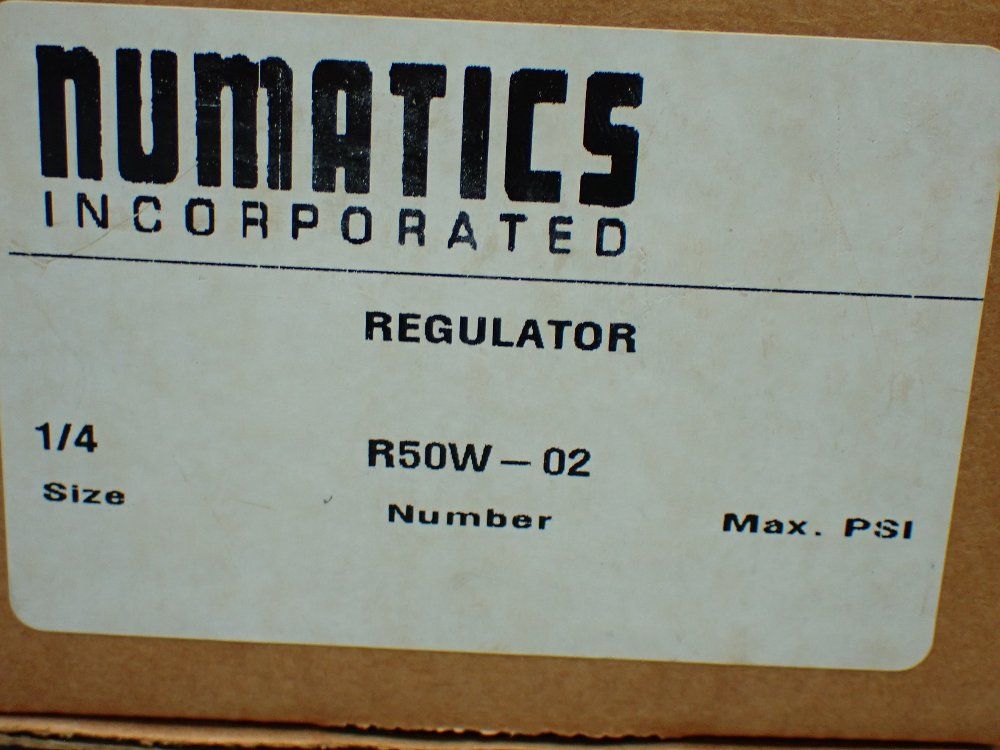 NUMATICS
INCORPORATED
REGULATOR
1/4 R50W – 02
Size Number Max. PSI